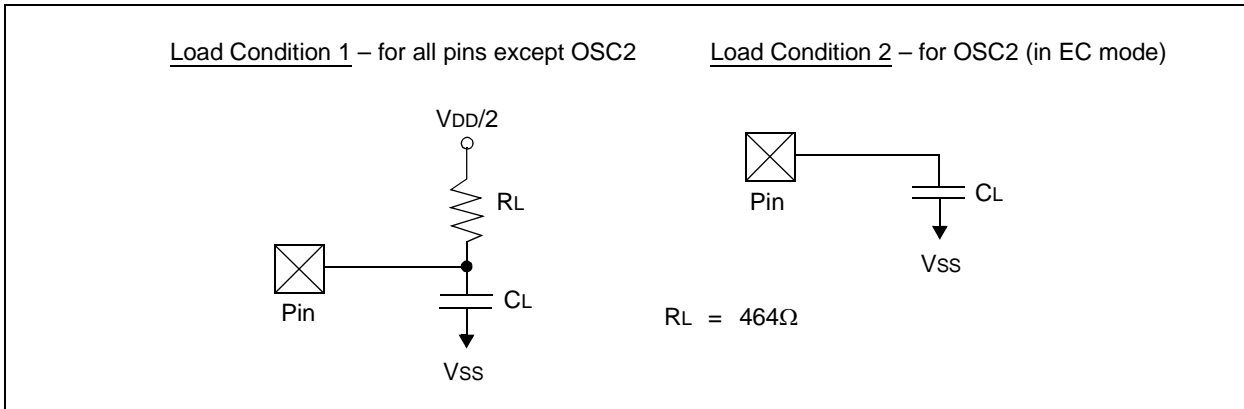 Load Condition 1 – for all pins except OSC2
VDD/2
RL
Pin
CL
VSS
Load Condition 2 – for OSC2 (in EC mode)
Pin
CL
VSS
RL = 464Ω